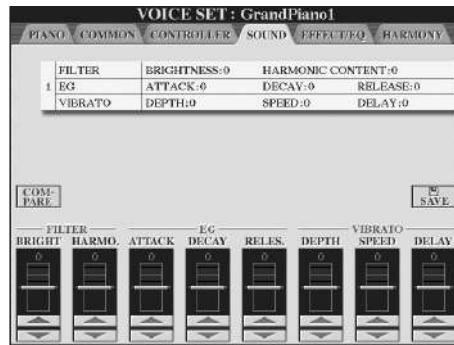 VOICE SET : GrandPiano1
PIANO COMMON CONTROLLER SOUND EFFECT/EQ HARMONY
FILTER BRIGHTNESS:0 HARMONIC CONTENT:0
1 EG ATTACK:0 DECAY:0 RELEASE:0
VIBRATO DEPTH:0 SPEED:0 DELAY:0
COM-
PARE
SAVE
FILTER EG VIBRATO
BRIGHT HARMO. ATTACK DECAY RELES. DEPTH SPEED DELAY
0 0 0 0 0 0 0 0